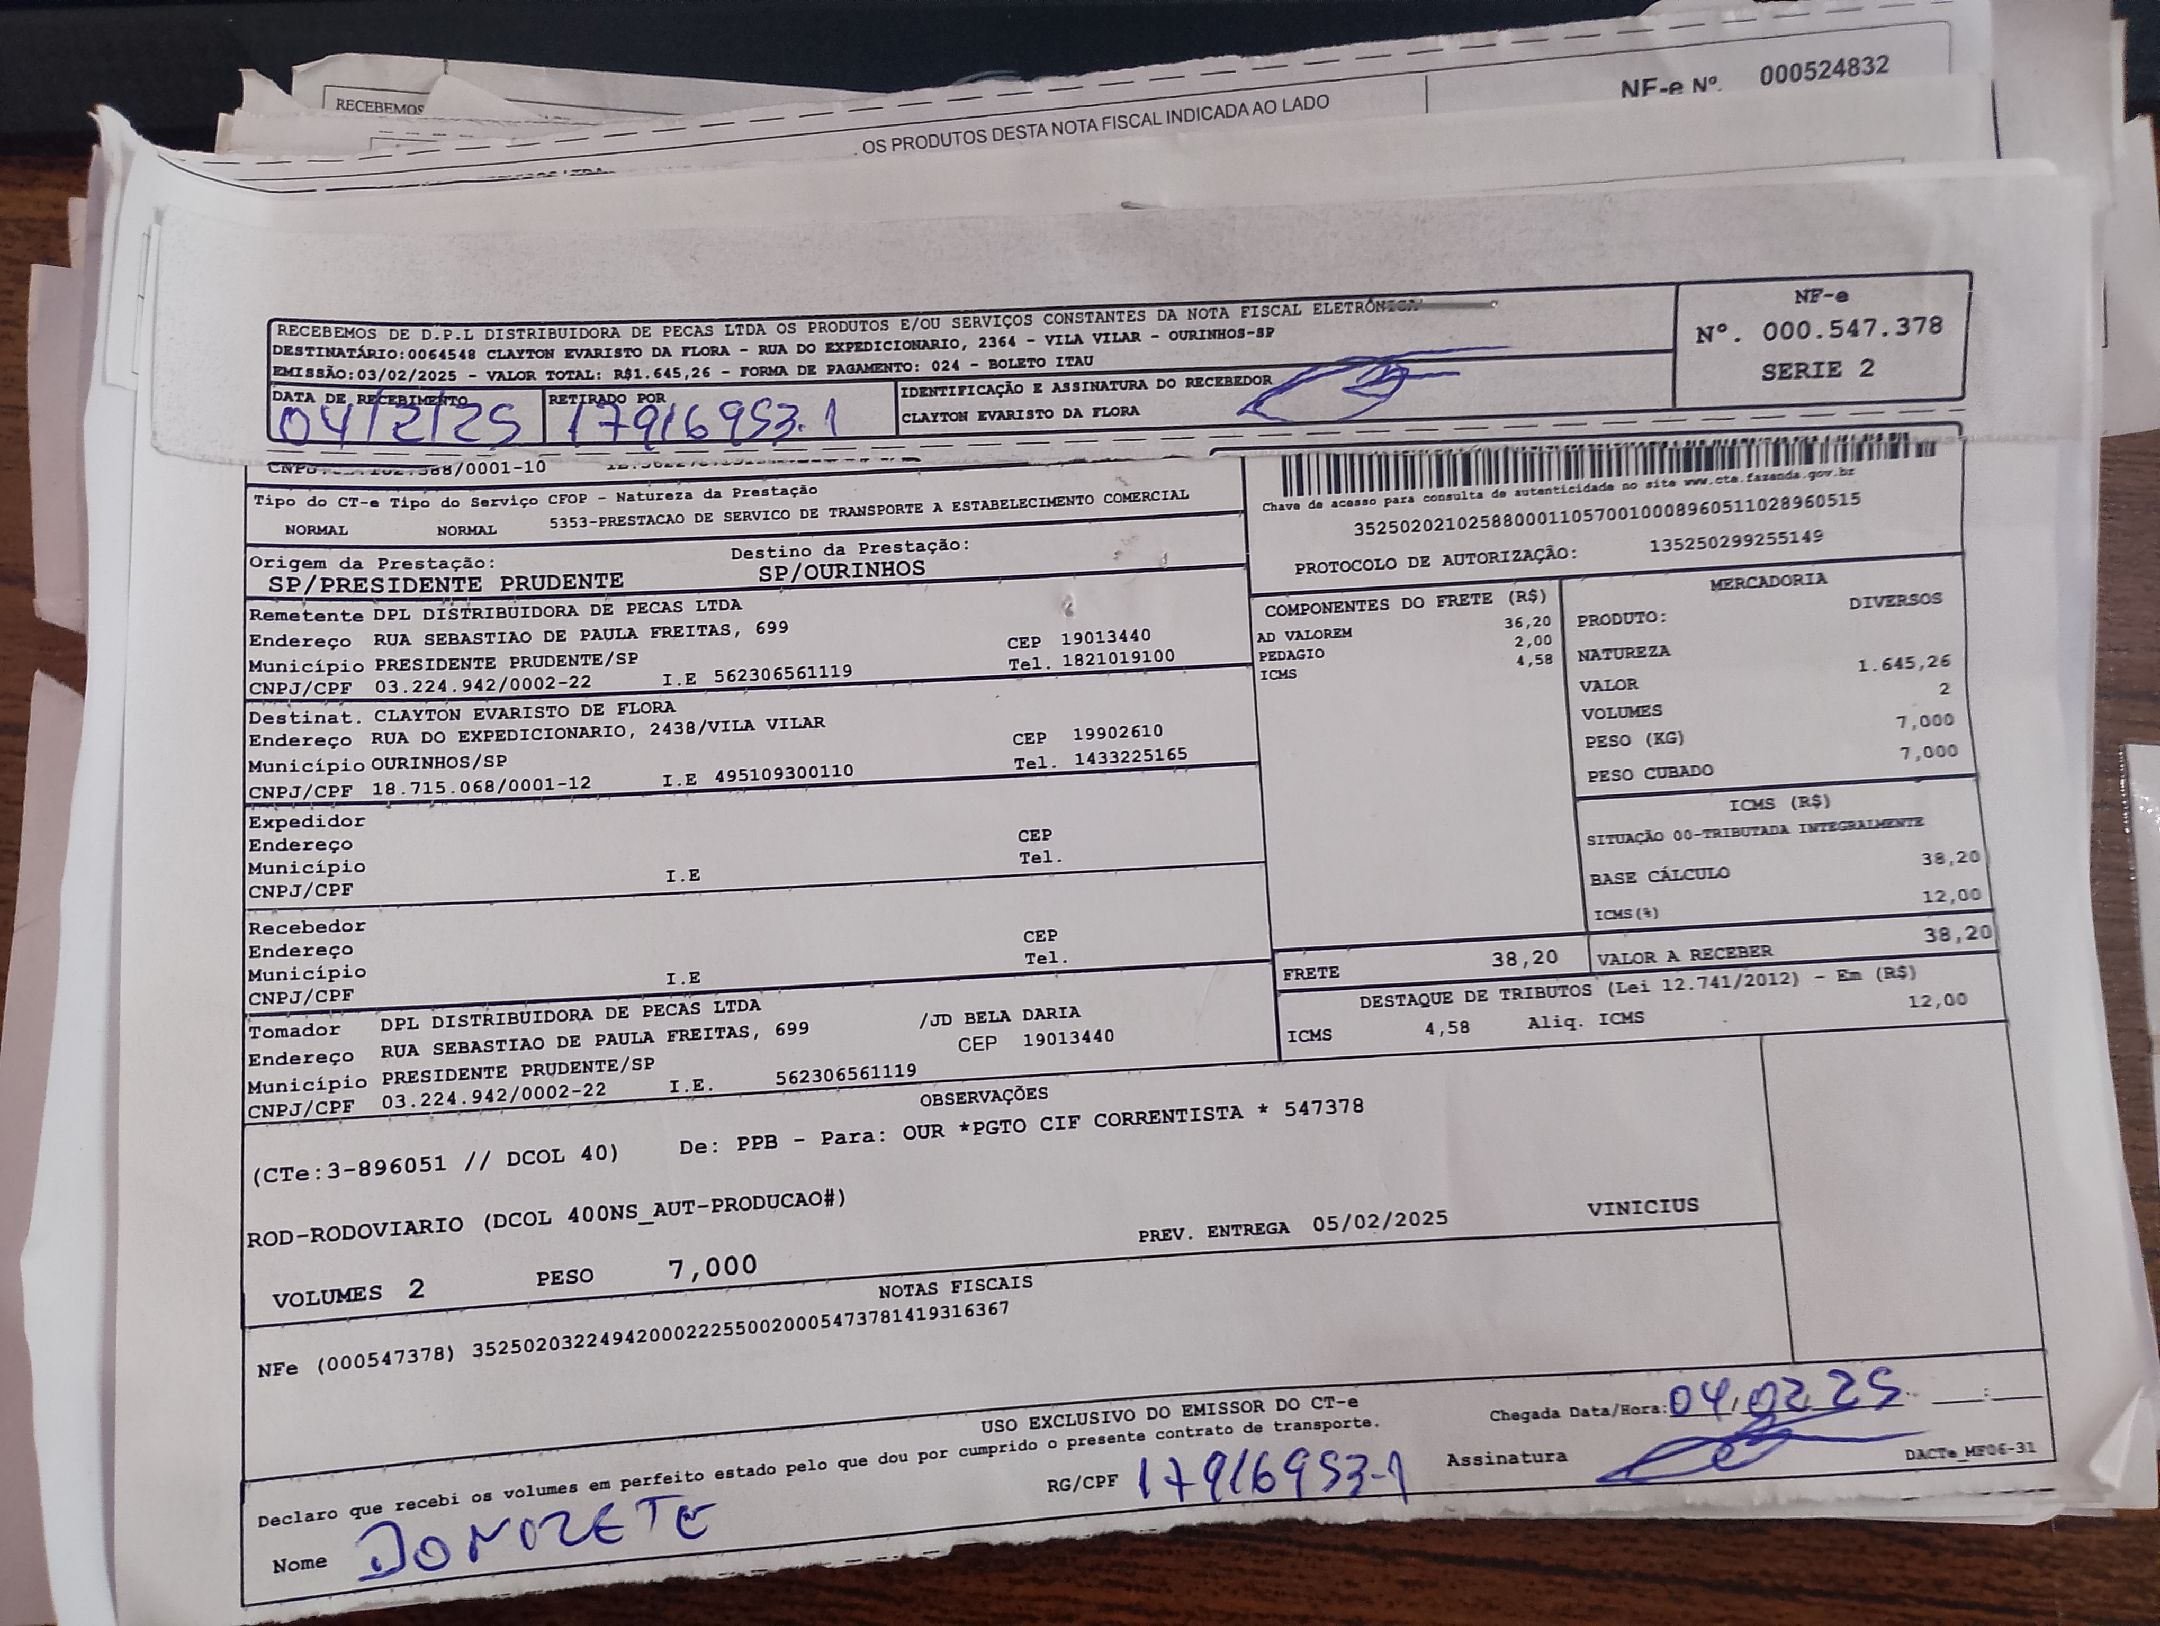 RECEBEMOS
. OS PRODUTOS DESTA NOTA FISCAL INDICADA AO LADO
NF-e Nº. 000524832
RECEBEMOS DE D.P.L DISTRIBUIDORA DE PECAS LTDA OS PRODUTOS E/OU SERVIÇOS CONSTANTES DA NOTA FISCAL ELETRÔNICA
DESTINATÁRIO:0064548 CLAYTON EVARISTO DA FLORA - RUA DO EXPEDICIONARIO, 2364 - VILA VILAR - OURINHOS-SP
EMISSÃO:03/02/2025 - VALOR TOTAL: R$1.645,26 - FORMA DE PAGAMENTO: 024 - BOLETO ITAU
NF-e
Nº. 000.547.378
SERIE 2
DATA DE RECEBIMENTO
04/2/25
RETIRADO POR
17916953.1
IDENTIFICAÇÃO E ASSINATURA DO RECEBEDOR
CLAYTON EVARISTO DA FLORA
/0001-10
Tipo do CT-e Tipo do Serviço CFOP - Natureza da Prestação
NORMAL NORMAL 5353-PRESTACAO DE SERVICO DE TRANSPORTE A ESTABELECIMENTO COMERCIAL
Chave de acesso para consulta de autenticidade no site www.cte.fazenda.gov.br
35250202102588000110570010008960511028960515
PROTOCOLO DE AUTORIZAÇÃO: 135250299255149
Origem da Prestação: Destino da Prestação:
SP/PRESIDENTE PRUDENTE SP/OURINHOS
Remetente DPL DISTRIBUIDORA DE PECAS LTDA
Endereço RUA SEBASTIAO DE PAULA FREITAS, 699 CEP 19013440
Município PRESIDENTE PRUDENTE/SP Tel. 1821019100
CNPJ/CPF 03.224.942/0002-22 I.E 562306561119
Destinat. CLAYTON EVARISTO DE FLORA
Endereço RUA DO EXPEDICIONARIO, 2438/VILA VILAR CEP 19902610
Município OURINHOS/SP Tel. 1433225165
CNPJ/CPF 18.715.068/0001-12 I.E 495109300110
Expedidor
Endereço CEP
Município Tel.
CNPJ/CPF I.E
Recebedor
Endereço CEP
Município Tel.
CNPJ/CPF I.E
Tomador DPL DISTRIBUIDORA DE PECAS LTDA
Endereço RUA SEBASTIAO DE PAULA FREITAS, 699 /JD BELA DARIA
Município PRESIDENTE PRUDENTE/SP CEP 19013440
CNPJ/CPF 03.224.942/0002-22 I.E. 562306561119
COMPONENTES DO FRETE (R$)
AD VALOREM 36,20
PEDAGIO 2,00
ICMS 4,58
MERCADORIA
PRODUTO: DIVERSOS
NATUREZA
VALOR 1.645,26
VOLUMES 2
PESO (KG) 7,000
PESO CUBADO 7,000
ICMS (R$)
SITUAÇÃO 00-TRIBUTADA INTEGRALMENTE
BASE CÁLCULO 38,20
ICMS(%) 12,00
FRETE 38,20 VALOR A RECEBER 38,20
DESTAQUE DE TRIBUTOS (Lei 12.741/2012) - Em (R$)
ICMS 4,58 Aliq. ICMS 12,00
OBSERVAÇÕES
(CTe:3-896051 // DCOL 40) De: PPB - Para: OUR *PGTO CIF CORRENTISTA * 547378
ROD-RODOVIARIO (DCOL 400NS_AUT-PRODUCAO#)
PREV. ENTREGA 05/02/2025 VINICIUS
VOLUMES 2 PESO 7,000
NOTAS FISCAIS
NFe (000547378) 35250203224942000222550020005473781419316367
USO EXCLUSIVO DO EMISSOR DO CT-e
Declaro que recebi os volumes em perfeito estado pelo que dou por cumprido o presente contrato de transporte.
Chegada Data/Hora: 04/02/25 __:__
Nome DONIZETE RG/CPF 17916953-1 Assinatura
DACTe_MF06-31